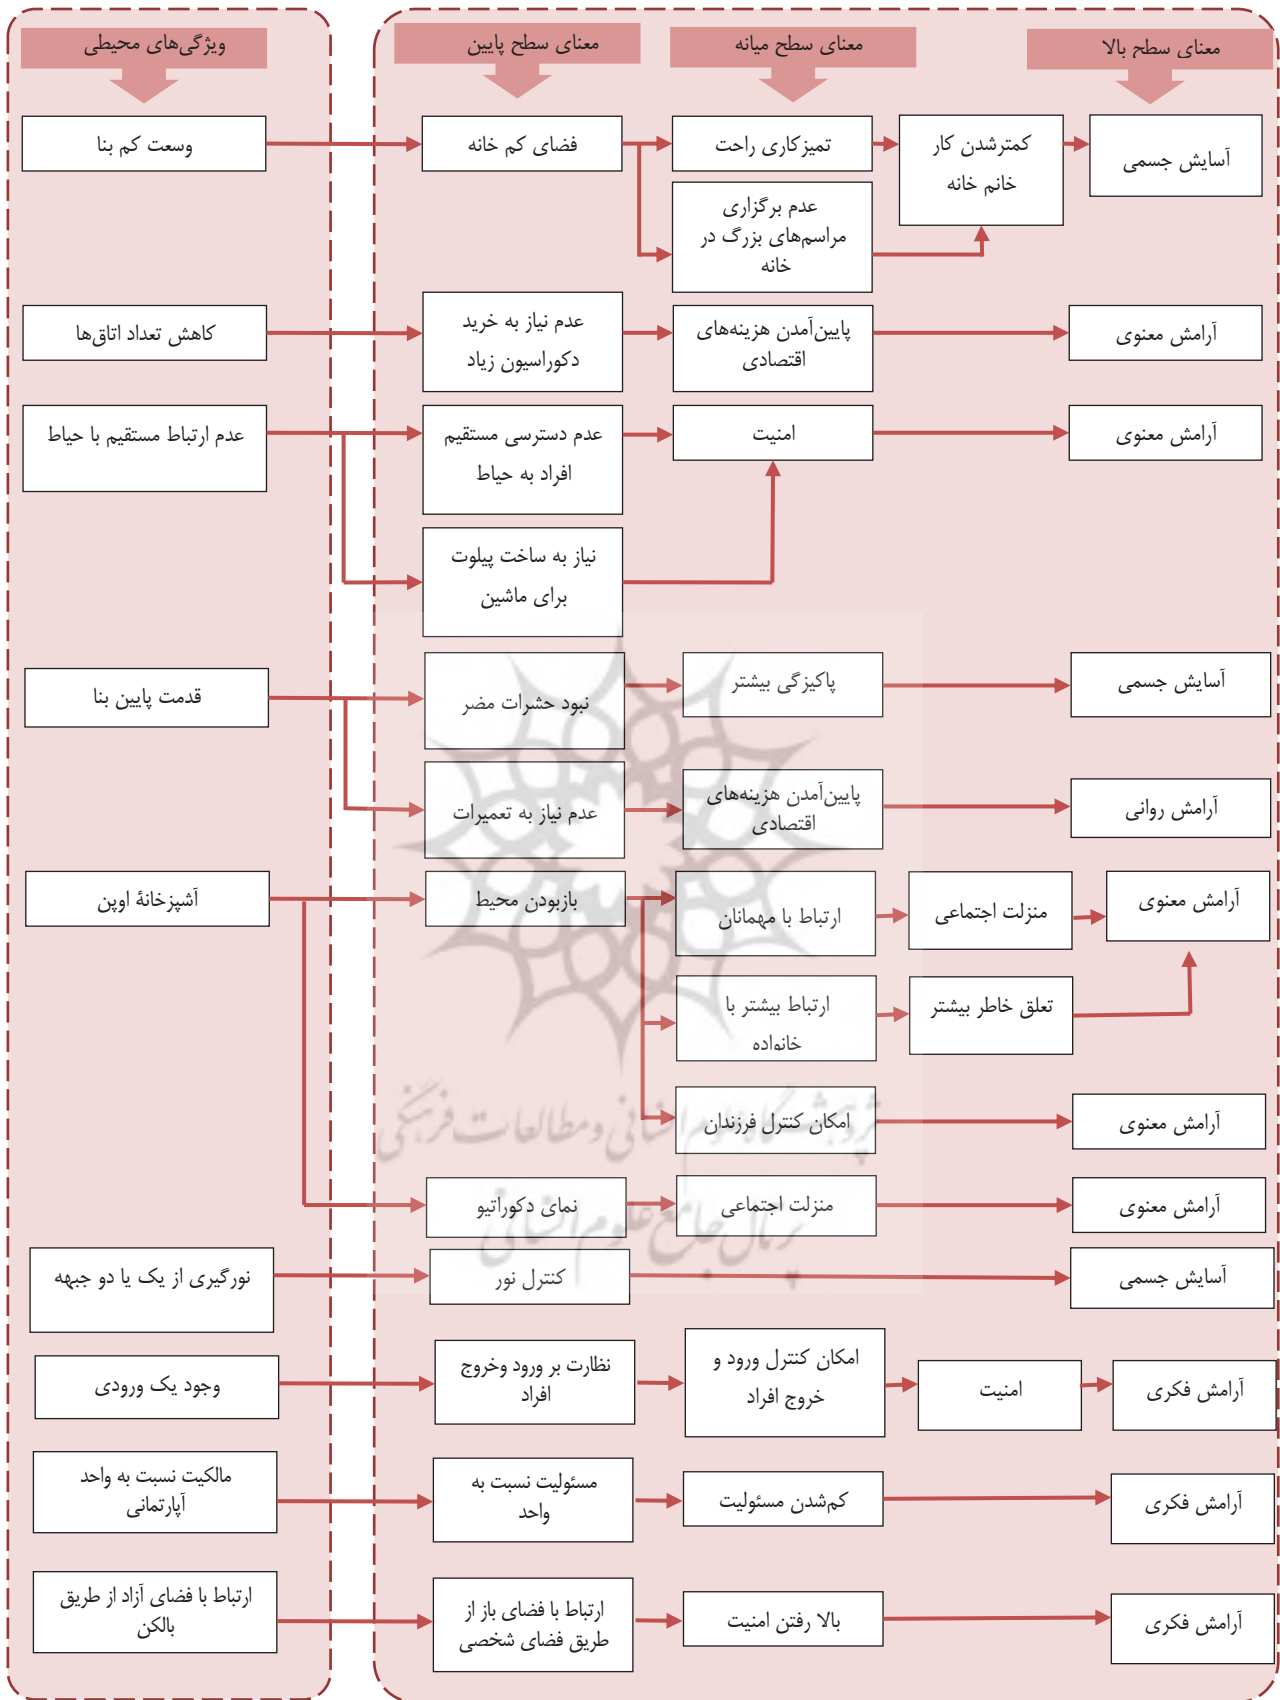 ویژگی‌های محیطی
معنای سطح پایین
معنای سطح میانه
معنای سطح بالا
وسعت کم بنا
فضای کم خانه
تمیزکاری راحت
کمترشدن کار
خانم خانه
آسایش جسمی
عدم برگزاری
مراسم‌های بزرگ در
خانه
کاهش تعداد اتاق‌ها
عدم نیاز به خرید
دکوراسیون زیاد
پایین‌آمدن هزینه‌های
اقتصادی
آرامش معنوی
عدم ارتباط مستقیم با حیاط
عدم دسترسی مستقیم
افراد به حیاط
امنیت
آرامش معنوی
نیاز به ساخت پیلوت
برای ماشین
قدمت پایین بنا
نبود حشرات مضر
پاکیزگی بیشتر
آسایش جسمی
عدم نیاز به تعمیرات
پایین‌آمدن هزینه‌های
اقتصادی
آرامش روانی
آشپزخانهٔ اوپن
بازبودن محیط
ارتباط با مهمانان
منزلت اجتماعی
آرامش معنوی
ارتباط بیشتر با
خانواده
تعلق خاطر بیشتر
امکان کنترل فرزندان
آرامش معنوی
پژوهشگاه علوم انسانی و مطالعات فرهنگی
نمای دکوراتیو
منزلت اجتماعی
آرامش معنوی
پرتال جامع علوم انسانی
نورگیری از یک یا دو جبهه
کنترل نور
آسایش جسمی
وجود یک ورودی
نظارت بر ورود وخروج
افراد
امکان کنترل ورود و
خروج افراد
امنیت
آرامش فکری
مالکیت نسبت به واحد
آپارتمانی
مسئولیت نسبت به
واحد
کم‌شدن مسئولیت
آرامش فکری
ارتباط با فضای آزاد از طریق
بالکن
ارتباط با فضای باز از
طریق فضای شخصی
بالا رفتن امنیت
آرامش فکری